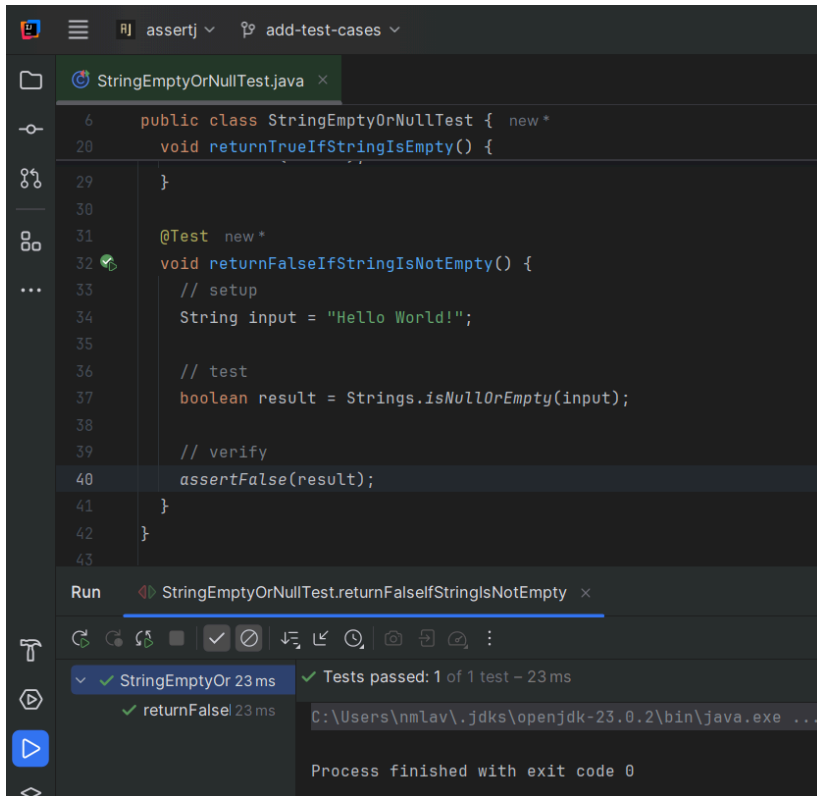 assertj add-test-cases
StringEmptyOrNullTest.java
6 public class StringEmptyOrNullTest { new *
20 void returnTrueIfStringIsEmpty() {
29 }
30
31 @Test new *
32 void returnFalseIfStringIsNotEmpty() {
33 // setup
34 String input = "Hello World!";
35
36 // test
37 boolean result = Strings.isNullOrEmpty(input);
38
39 // verify
40 assertFalse(result);
41 }
42 }
43
Run StringEmptyOrNullTest.returnFalseIfStringIsNotEmpty
StringEmptyOr 23 ms
Tests passed: 1 of 1 test – 23 ms
returnFalseI 23 ms
C:\Users\nmlav\.jdks\openjdk-23.0.2\bin\java.exe ...
Process finished with exit code 0